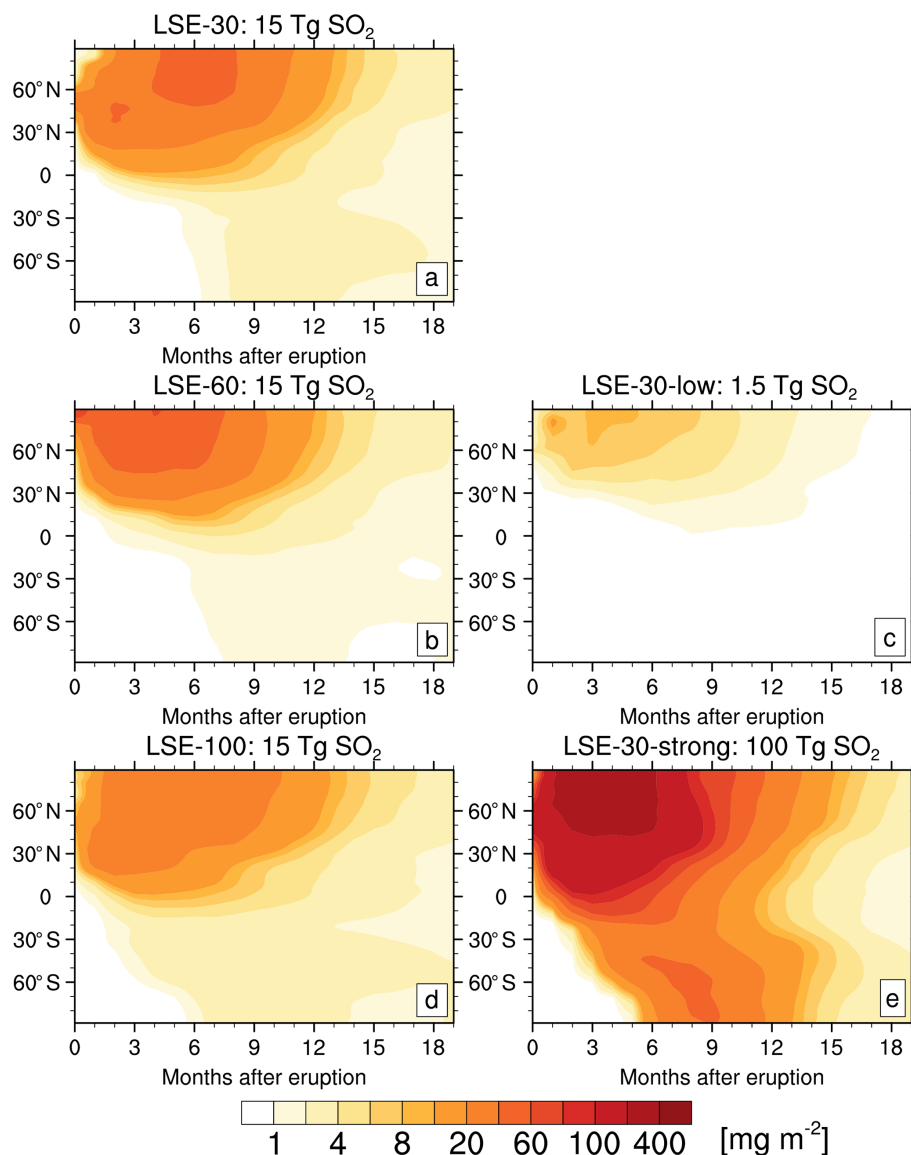 LSE-30: 15 Tg SO2
60°N
30°N
0
30°S
60°S
a
0 3 6 9 12 15 18
Months after eruption
LSE-60: 15 Tg SO2
60°N
30°N
0
30°S
60°S
b
0 3 6 9 12 15 18
Months after eruption
LSE-30-low: 1.5 Tg SO2
60°N
30°N
0
30°S
60°S
c
0 3 6 9 12 15 18
Months after eruption
LSE-100: 15 Tg SO2
60°N
30°N
0
30°S
60°S
d
0 3 6 9 12 15 18
Months after eruption
LSE-30-strong: 100 Tg SO2
60°N
30°N
0
30°S
60°S
e
0 3 6 9 12 15 18
Months after eruption
1 4 8 20 60 100 400 [mg m-2]